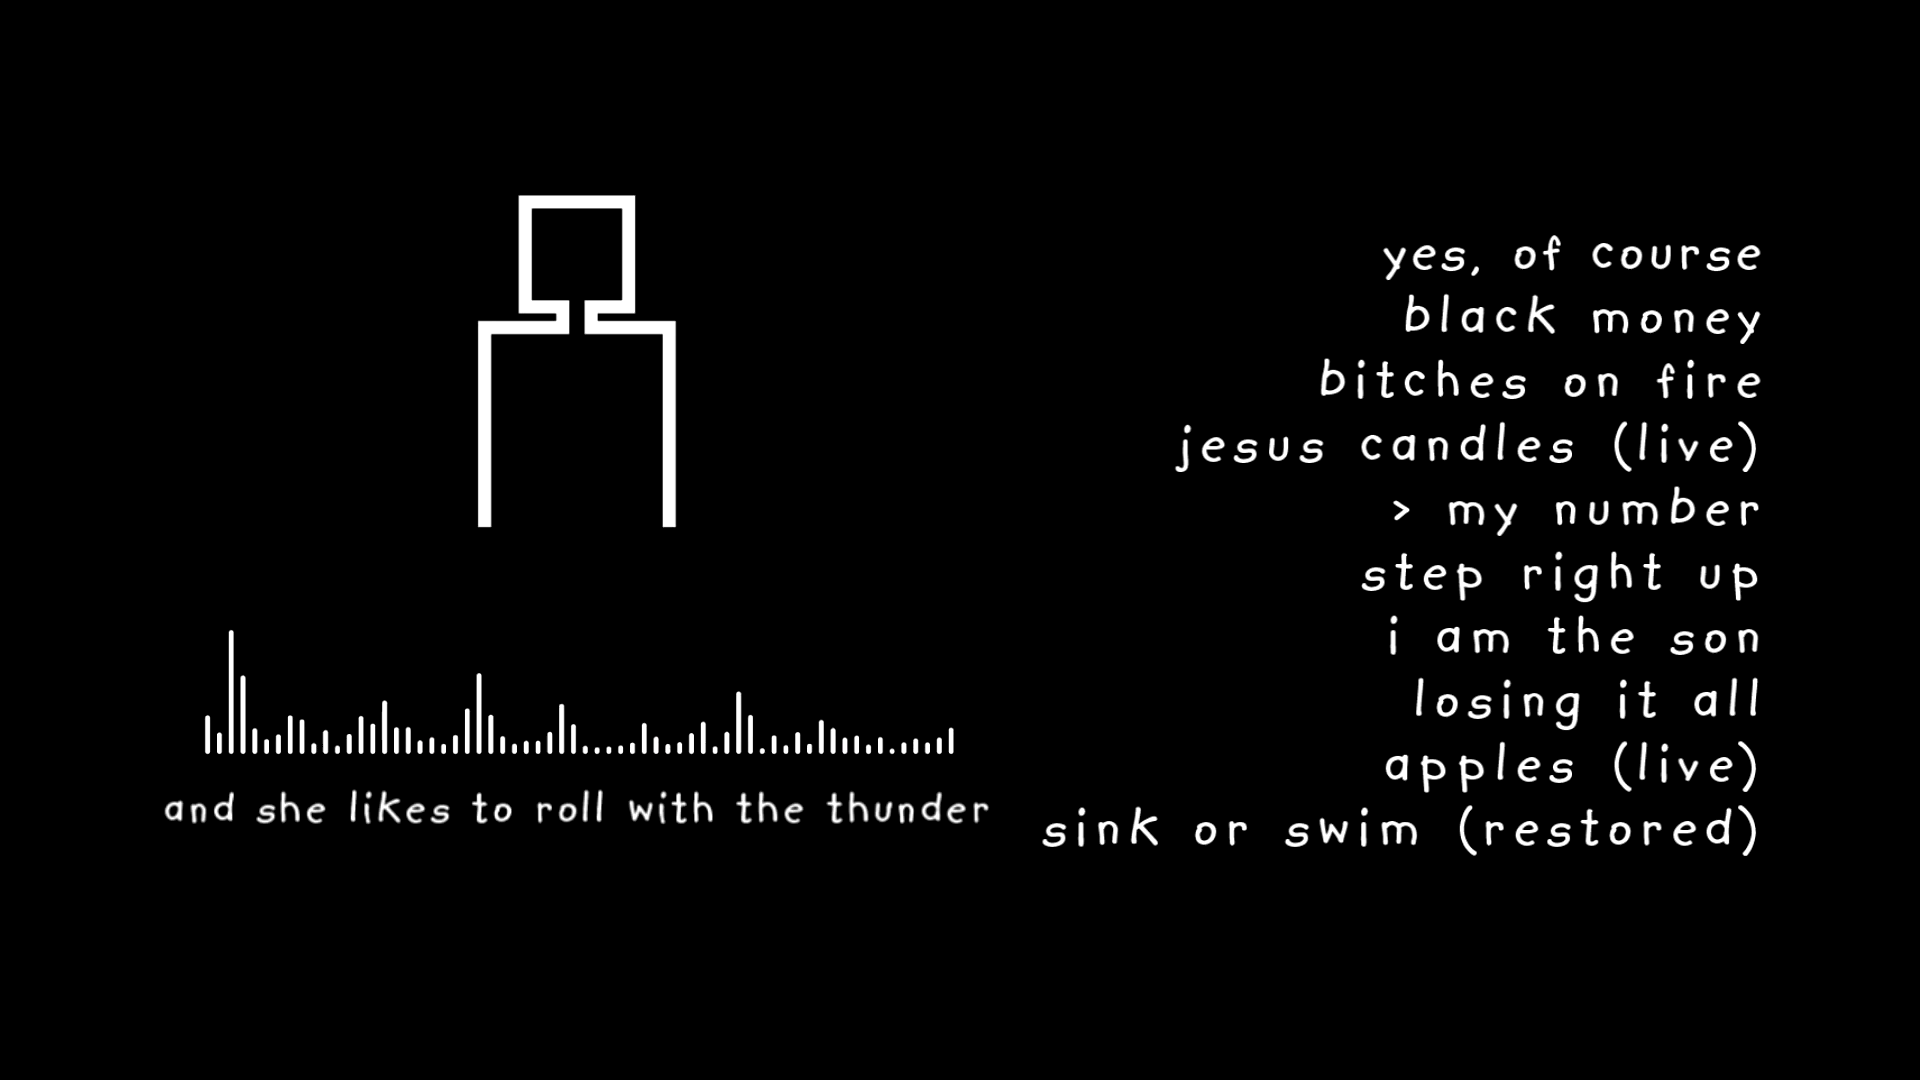 yes, of course
black money
bitches on fire
jesus candles (live)
> my number
step right up
i am the son
losing it all
apples (live)
sink or swim (restored)
and she likes to roll with the thunder